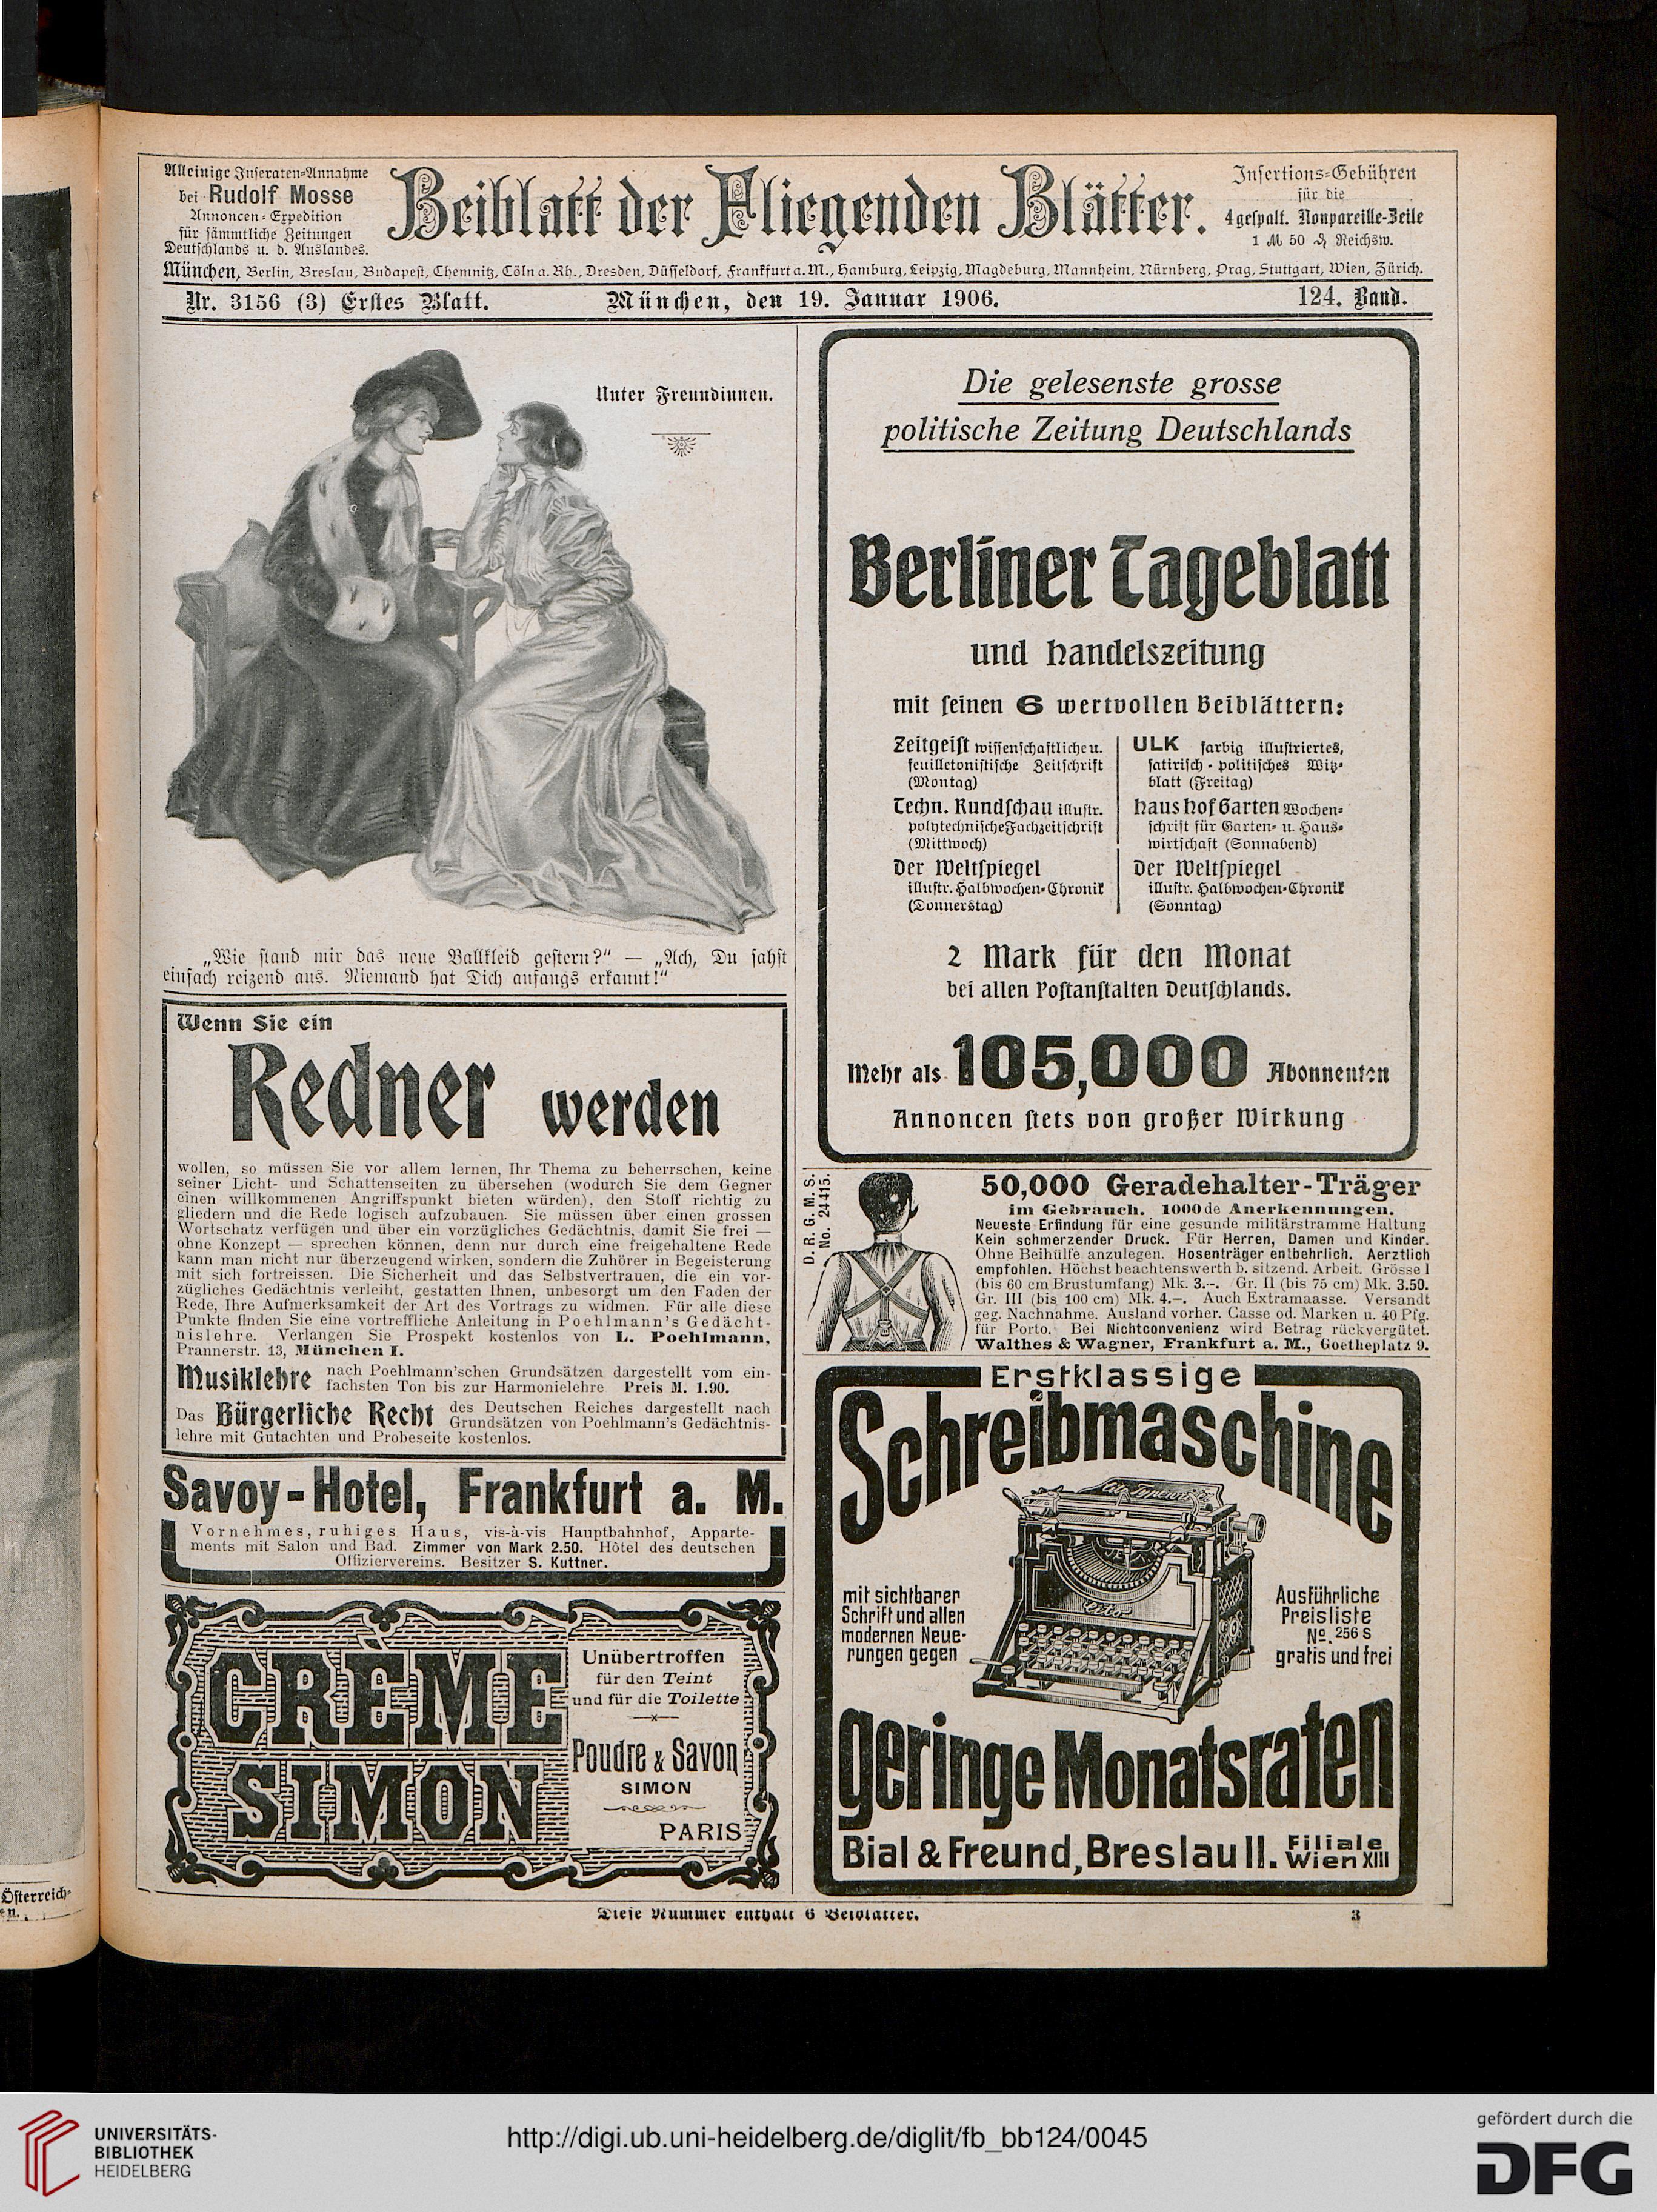 Alleinige Inseraten-Annahme
bei Rudolf Mosse
Annoncen-Expedition
für sämmtliche Zeitungen
Deutschlands u. d. Auslandes.
Beiblatt der Fliegenden Blätter.
Insertions-Gebühren
für die
4 gespalt. Nonpareille-Zeile
1 ℳ 50 ₰ Reichsw.
München, Berlin, Breslau, Budapest, Chemnitz, Cöln a. Rh., Dresden, Düsseldorf, Frankfurt a. M., Hamburg, Leipzig, Magdeburg, Mannheim, Nürnberg, Prag, Stuttgart, Wien, Zürich.
Nr. 3156 (3) Erstes Blatt. München, den 19. Januar 1906. 124. Band.
Unter Freundinnen.
„Wie stand mir das neue Ballkleid gestern?“ — „Ach, Du sahst
einfach reizend aus. Niemand hat Dich anfangs erkannt!“
Wenn Sie ein
Redner werden
wollen, so müssen Sie vor allem lernen, Ihr Thema zu beherrschen, keine
seiner Licht- und Schattenseiten zu übersehen (wodurch Sie dem Gegner
einen willkommenen Angriffspunkt bieten würden), den Stoff richtig zu
gliedern und die Rede logisch aufzubauen. Sie müssen über einen grossen
Wortschatz verfügen und über ein vorzügliches Gedächtnis, damit Sie frei —
ohne Konzept — sprechen können, denn nur durch eine freigehaltene Rede
kann man nicht nur überzeugend wirken, sondern die Zuhörer in Begeisterung
mit sich fortreissen. Die Sicherheit und das Selbstvertrauen, die ein vor-
zügliches Gedächtnis verleiht, gestatten Ihnen, unbesorgt um den Faden der
Rede, Ihre Aufmerksamkeit der Art des Vortrags zu widmen. Für alle diese
Punkte finden Sie eine vortreffliche Anleitung in Poehlmann's Gedächt-
nislehre. Verlangen Sie Prospekt kostenlos von L. Poehlmann,
Prannerstr. 13, München I.
Musiklehre nach Poehlmann'schen Grundsätzen dargestellt vom ein-
fachsten Ton bis zur Harmonielehre Preis M. 1.90.
Das Bürgerliche Recht des Deutschen Reiches dargestellt nach
Grundsätzen von Poehlmann's Gedächtnis-
lehre mit Gutachten und Probeseite kostenlos.
Savoy-Hotel, Frankfurt a. M.
Vornehmes, ruhiges Haus, vis-à-vis Hauptbahnhof, Apparte-
ments mit Salon und Bad. Zimmer von Mark 2.50. Hôtel des deutschen
Offiziervereins. Besitzer S. Kuttner.
CRÈME
SIMON
Unübertroffen
für den Teint
und für die Toilette
Poudre & Savon
SIMON
PARIS
Die gelesenste grosse
politische Zeitung Deutschlands
Berliner Tageblatt
und Handelszeitung
mit seinen 6 wertvollen Beiblättern:
Zeitgeist wissenschaftliche u.
feuilletonistische Zeitschrift
(Montag)
Techn. Rundschau illustr.
polytechnische Fachzeitschrift
(Mittwoch)
Der Weltspiegel
illustr. Halbwochen-Chronik
(Donnerstag)
ULK farbig illustriertes,
satirisch-politisches Witz-
blatt (Freitag)
Haus Hof Garten Wochen-
schrift für Garten- u. Haus-
wirtschaft (Sonnabend)
Der Weltspiegel
illustr. Halbwochen-Chronik
(Sonntag)
2 Mark für den Monat
bei allen Postanstalten Deutschlands.
Mehr als 105,000 Abonnenten
Annoncen stets von großer Wirkung
D. R. G. M. S.
No. 24415.
50,000 Geradehalter-Träger
im Gebrauch. 1000de Anerkennungen.
Neueste Erfindung für eine gesunde militärstramme Haltung
Kein schmerzender Druck. Für Herren, Damen und Kinder.
Ohne Beihülfe anzulegen. Hosenträger entbehrlich. Aerztlich
empfohlen. Höchst beachtenswerth b. sitzend. Arbeit. Grösse I
(bis 60 cm Brustumfang) Mk. 3.-. Gr. II (bis 75 cm) Mk. 3.50.
Gr. III (bis 100 cm) Mk. 4.—. Auch Extramaasse. Versandt
geg. Nachnahme. Ausland vorher. Casse od. Marken u. 40 Pfg.
für Porto. Bei Nichtconvenienz wird Betrag rückvergütet.
Walthes & Wagner, Frankfurt a. M., Goetheplatz 9.
Erstklassige
Schreibmaschine
mit sichtbarer
Schrift und allen
modernen Neue-
rungen gegen
Ausführliche
Preisliste
No. 256 S
gratis und frei
geringe Monatsraten
Bial & Freund, Breslau II. Filiale
Wien XIII
Diese Nummer enthält 6 Beiblätter.
3
Österreich-
en.
UNIVERSITÄTS-
BIBLIOTHEK
HEIDELBERG
http://digi.ub.uni-heidelberg.de/diglit/fb_bb124/0045
gefördert durch die
DFG